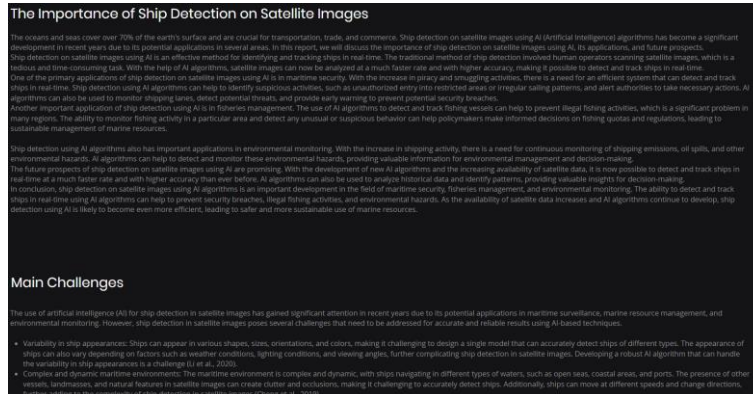 The Importance of Ship Detection on Satellite Images
The oceans and seas cover over 70% of the earth's surface and are crucial for transportation, trade, and commerce. Ship detection on satellite images using AI (Artificial Intelligence) algorithms has become a significant
development in recent years due to its potential applications in several areas. In this report, we will discuss the importance of ship detection on satellite images using AI, its applications, and future prospects.
Ship detection on satellite images using AI is an effective method for identifying and tracking ships in real-time. The traditional method of ship detection involved human operators scanning satellite images, which is a
tedious and time-consuming task. With the help of AI algorithms, satellite images can now be analyzed at a much faster rate and with higher accuracy, making it possible to detect and track ships in real-time.
One of the primary applications of ship detection on satellite images using AI is in maritime security. With the increase in piracy and smuggling activities, there is a need for an efficient system that can detect and track
ships in real-time. Ship detection using AI algorithms can help to identify suspicious activities, such as unauthorized entry into restricted areas or irregular sailing patterns, and alert authorities to take necessary actions. AI
algorithms can also be used to monitor shipping lanes, detect potential threats, and provide early warning to prevent potential security breaches.
Another important application of ship detection using AI is in fisheries management. The use of AI algorithms to detect and track fishing vessels can help to prevent illegal fishing activities, which is a significant problem in
many regions. The ability to monitor fishing activity in a particular area and detect any unusual or suspicious behavior can help policymakers make informed decisions on fishing quotas and regulations, leading to
sustainable management of marine resources.
Ship detection using AI algorithms also has important applications in environmental monitoring. With the increase in shipping activity, there is a need for continuous monitoring of shipping emissions, oil spills, and other
environmental hazards. AI algorithms can help to detect and monitor these environmental hazards, providing valuable information for environmental management and decision-making.
The future prospects of ship detection on satellite images using AI are promising. With the development of new AI algorithms and the increasing availability of satellite data, it is now possible to detect and track ships in
real-time at a much faster rate and with higher accuracy than ever before. AI algorithms can also be used to analyze historical data and identify patterns, providing valuable insights for decision-making.
In conclusion, ship detection on satellite images using AI algorithms is an important development in the field of maritime security, fisheries management, and environmental monitoring. The ability to detect and track
ships in real-time using AI algorithms can help to prevent security breaches, illegal fishing activities, and environmental hazards. As the availability of satellite data increases and AI algorithms continue to develop, ship
detection using AI is likely to become even more efficient, leading to safer and more sustainable use of marine resources.
Main Challenges
The use of artificial intelligence (AI) for ship detection in satellite images has gained significant attention in recent years due to its potential applications in maritime surveillance, marine resource management, and
environmental monitoring. However, ship detection in satellite images poses several challenges that need to be addressed for accurate and reliable results using AI-based techniques.
• Variability in ship appearances: Ships can appear in various shapes, sizes, orientations, and colors, making it challenging to design a single model that can accurately detect ships of different types. The appearance of
ships can also vary depending on factors such as weather conditions, lighting conditions, and viewing angles, further complicating ship detection in satellite images. Developing a robust AI algorithm that can handle
the variability in ship appearances is a challenge (Li et al., 2020).
• Complex and dynamic maritime environments: The maritime environment is complex and dynamic, with ships navigating in different types of waters, such as open seas, coastal areas, and ports. The presence of other
vessels, landmasses, and natural features in satellite images can create clutter and occlusions, making it challenging to accurately detect ships. Additionally, ships can move at different speeds and change directions,